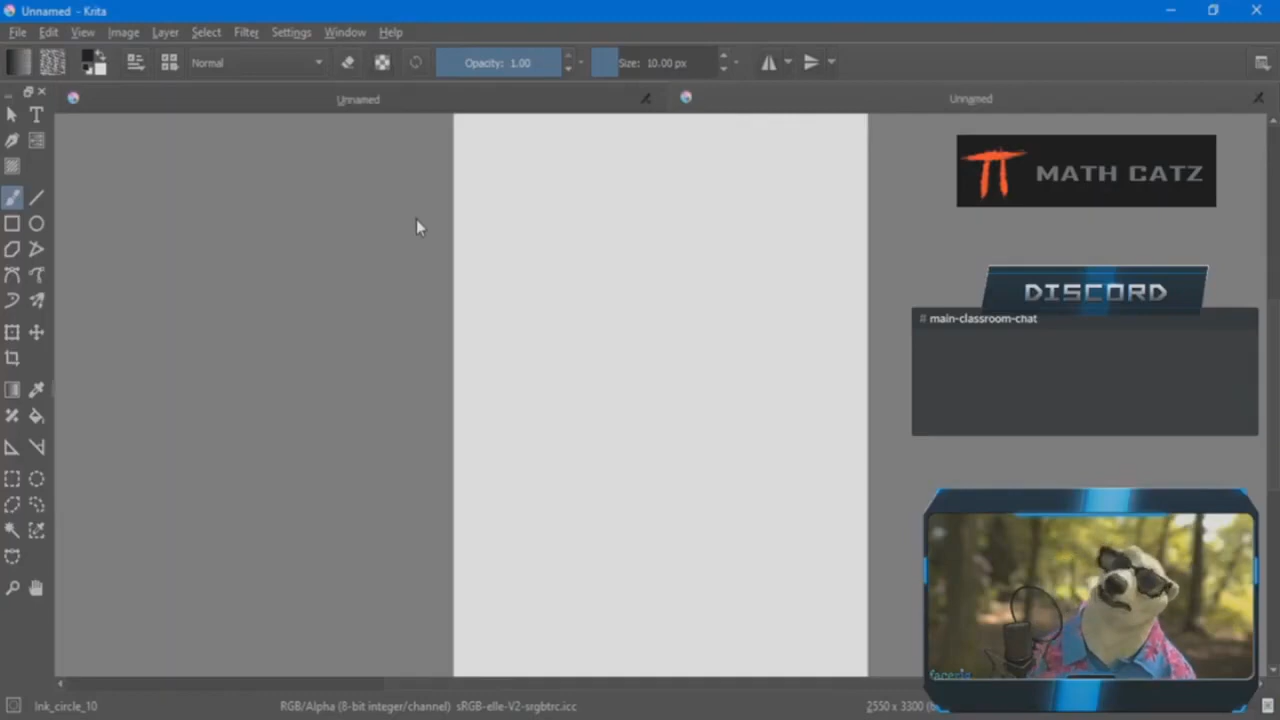 Unnamed - Krita
File Edit View Image Layer Select Filter Settings Window Help
Normal Opacity: 1.00 Size: 10.00 px
Unnamed Unnamed
MATH CATZ
DISCORD
# main-classroom-chat
facerig
Ink_circle_10 RGB/Alpha (8-bit integer/channel) sRGB-elle-V2-srgbtrc.icc 2550 x 3300